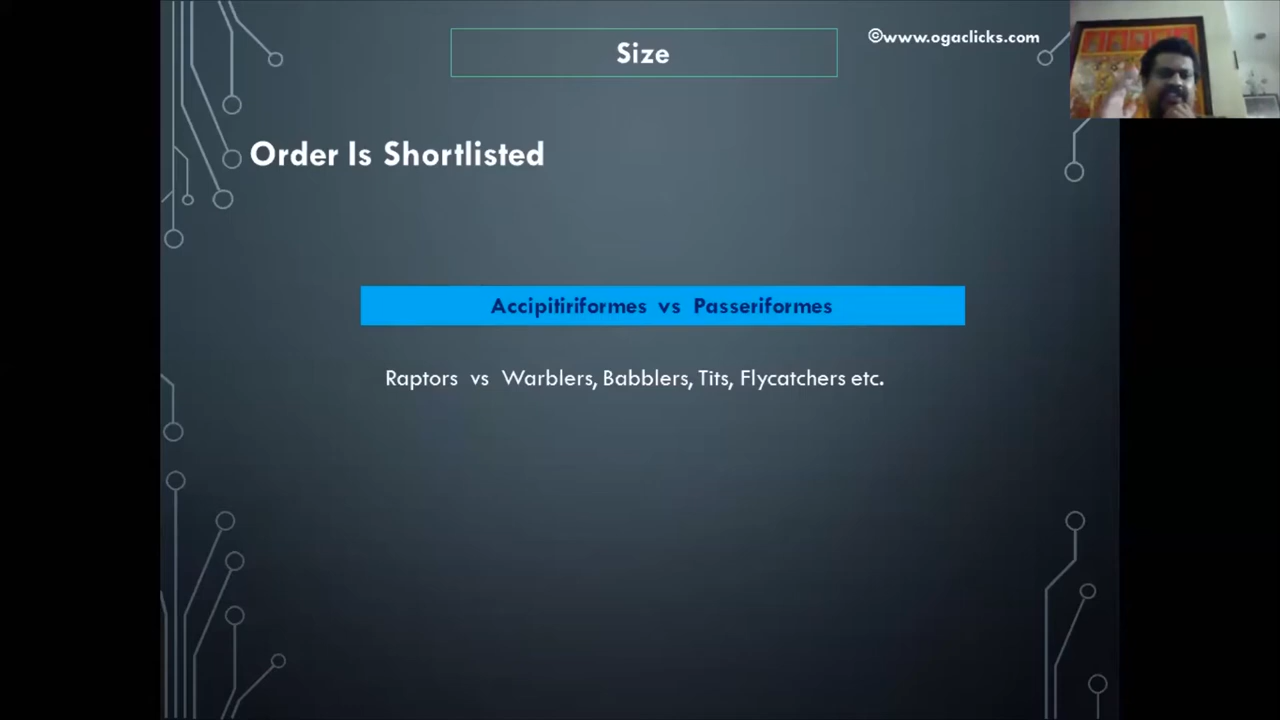 Size
©www.ogaclicks.com
Order Is Shortlisted
Accipitiriformes vs Passeriformes
Raptors vs Warblers, Babblers, Tits, Flycatchers etc.